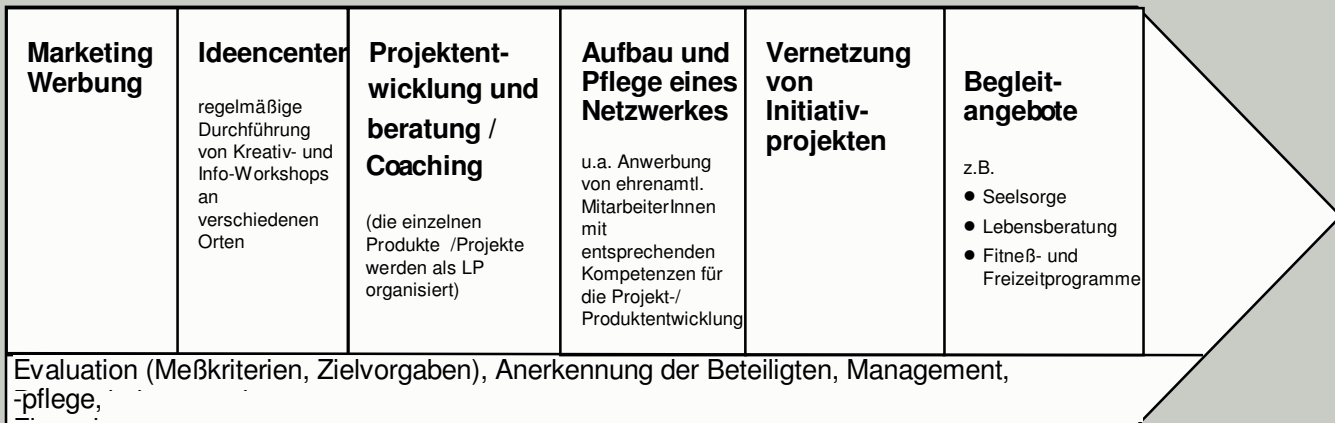 Marketing
Werbung
Ideencenter
regelmäßige
Durchführung
von Kreativ- und
Info-Workshops
an
verschiedenen
Orten
Projektent-
wicklung und
beratung /
Coaching
(die einzelnen
Produkte /Projekte
werden als LP
organisiert)
Aufbau und
Pflege eines
Netzwerkes
u.a. Anwerbung
von ehrenamtl.
MitarbeiterInnen
mit
entsprechenden
Kompetenzen für
die Projekt-/
Produktentwicklung
Vernetzung
von
Initiativ-
projekten
Begleit-
angebote
z.B.
● Seelsorge
● Lebensberatung
● Fitneß- und
Freizeitprogramme
Evaluation (Meßkriterien, Zielvorgaben), Anerkennung der Beteiligten, Management,
-pflege,